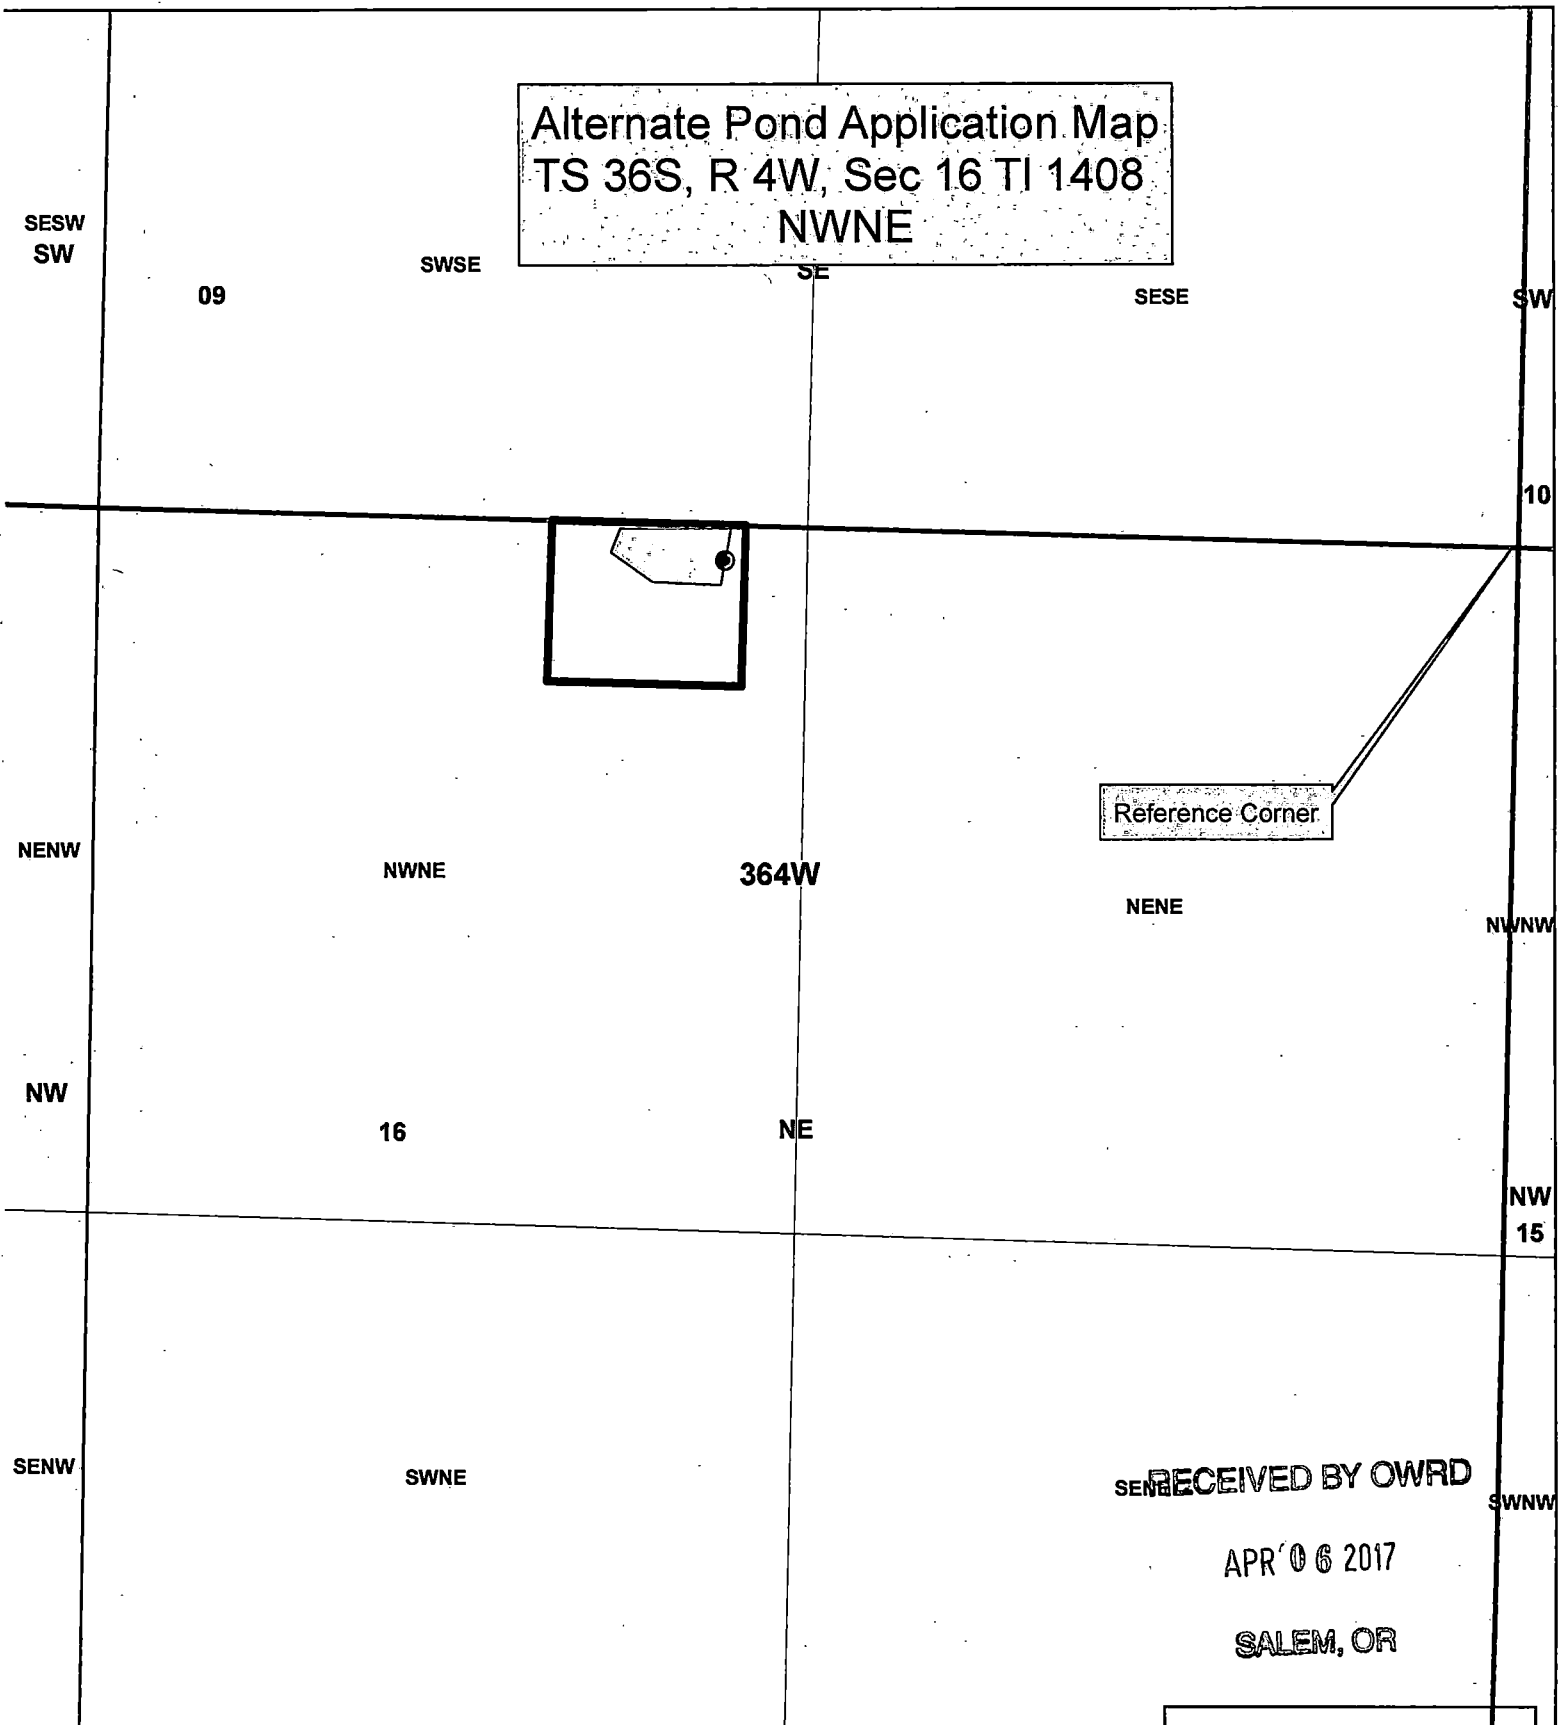 Alternate Pond Application Map
TS 36S, R 4W, Sec 16 Tl 1408
NWNE
SESW
SW
SWSE
SE
09
SESE
SW
10
Reference Corner
NENW
NWNE
364W
NENE
NWNW
NW
16
NE
NW
15
SENW
SWNE
RECEIVED BY OWRD
SWNW
APR 06 2017
SALEM, OR